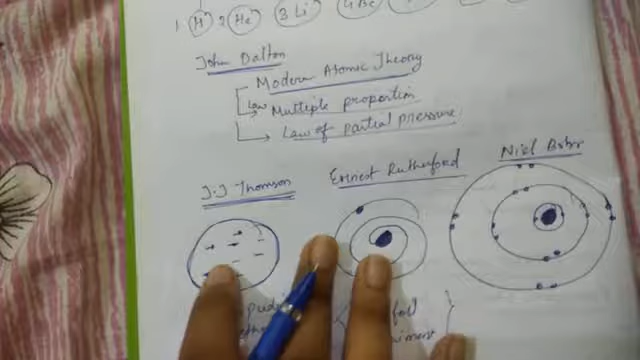 1 H 2 He 3 Li 4 Be
John Dalton
Modern Atomic Theory
Law Multiple proportion
Law of partial pressure
J.J Thomson Ernest Rutherford Niel Bohr